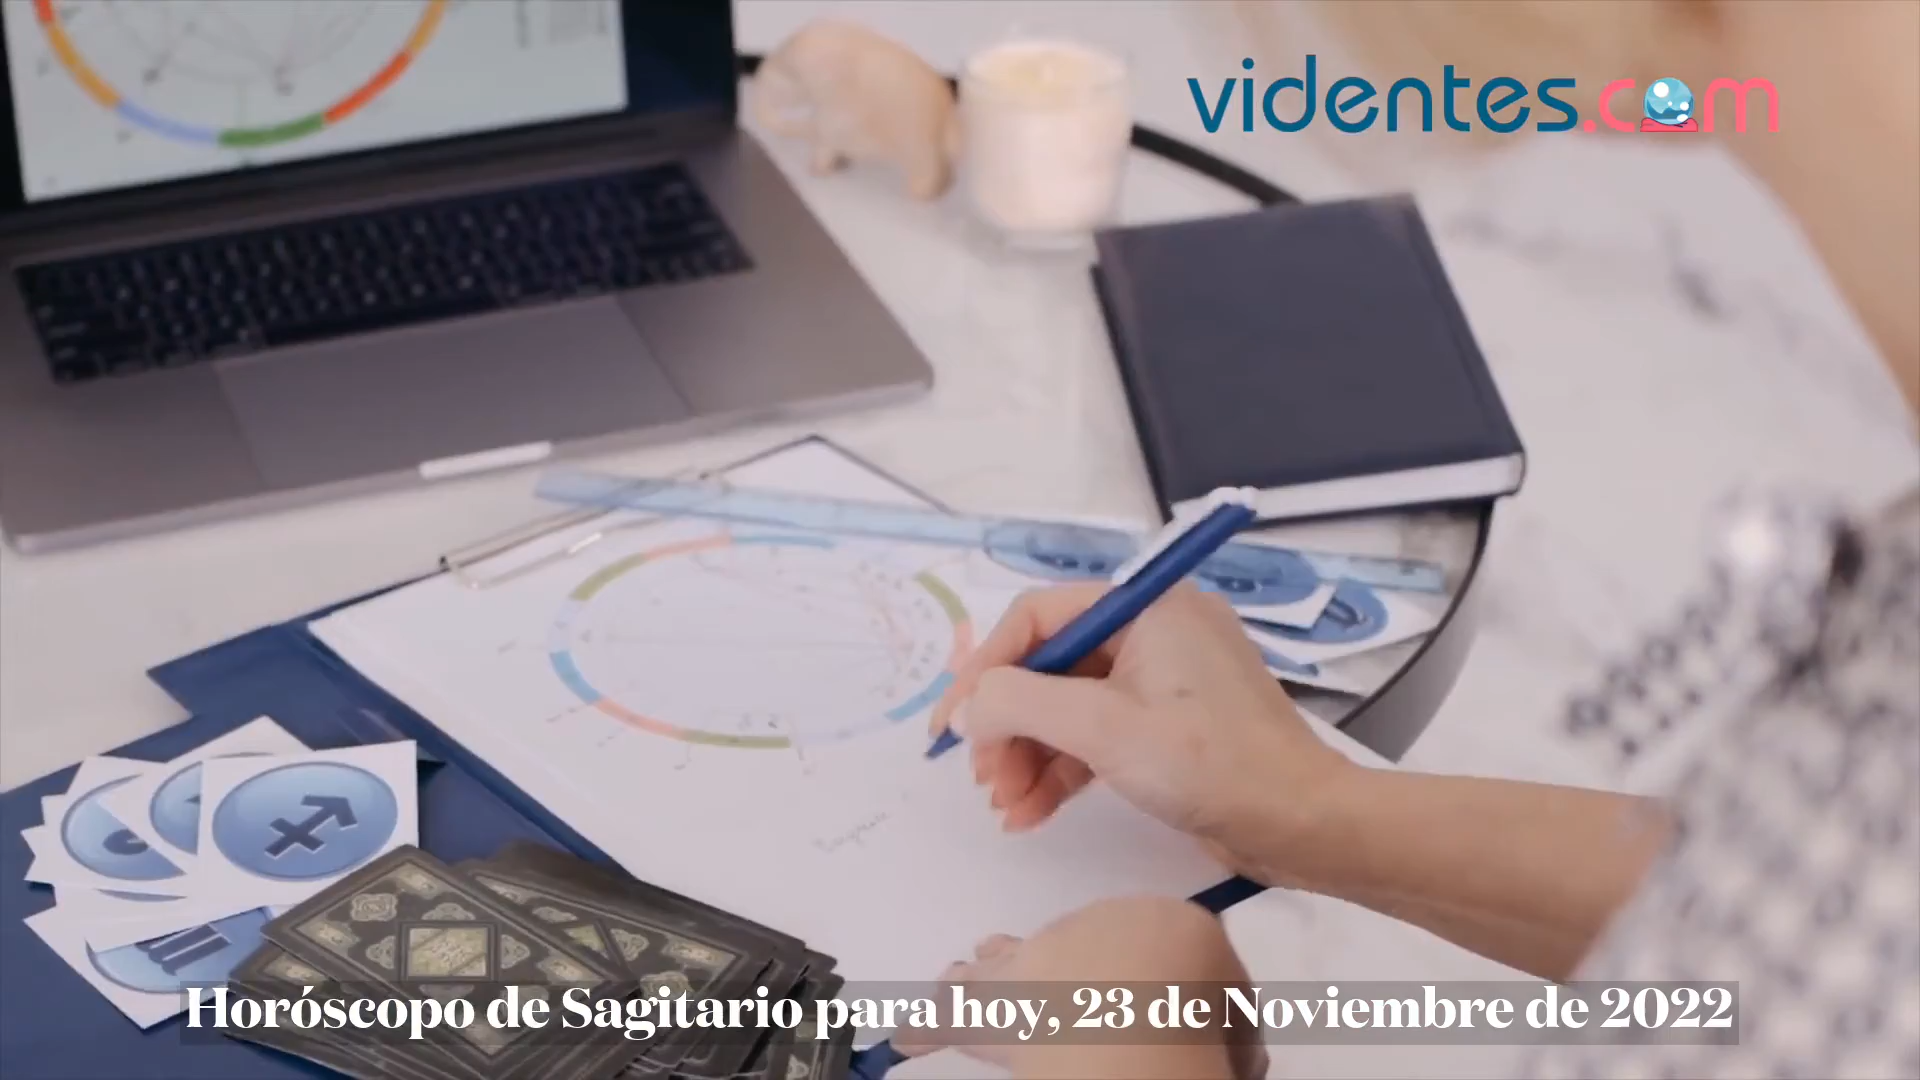 videntes.com
Horóscopo de Sagitario para hoy, 23 de Noviembre de 2022